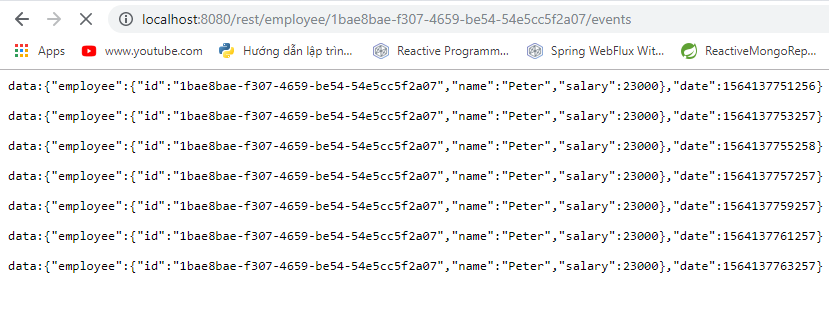 localhost:8080/rest/employee/1bae8bae-f307-4659-be54-54e5cc5f2a07/events
Apps www.youtube.com Hướng dẫn lập trìn... Reactive Programm... Spring WebFlux Wit... ReactiveMongoRep...
data:{"employee":{"id":"1bae8bae-f307-4659-be54-54e5cc5f2a07","name":"Peter","salary":23000},"date":1564137751256}
data:{"employee":{"id":"1bae8bae-f307-4659-be54-54e5cc5f2a07","name":"Peter","salary":23000},"date":1564137753257}
data:{"employee":{"id":"1bae8bae-f307-4659-be54-54e5cc5f2a07","name":"Peter","salary":23000},"date":1564137755258}
data:{"employee":{"id":"1bae8bae-f307-4659-be54-54e5cc5f2a07","name":"Peter","salary":23000},"date":1564137757257}
data:{"employee":{"id":"1bae8bae-f307-4659-be54-54e5cc5f2a07","name":"Peter","salary":23000},"date":1564137759257}
data:{"employee":{"id":"1bae8bae-f307-4659-be54-54e5cc5f2a07","name":"Peter","salary":23000},"date":1564137761257}
data:{"employee":{"id":"1bae8bae-f307-4659-be54-54e5cc5f2a07","name":"Peter","salary":23000},"date":1564137763257}